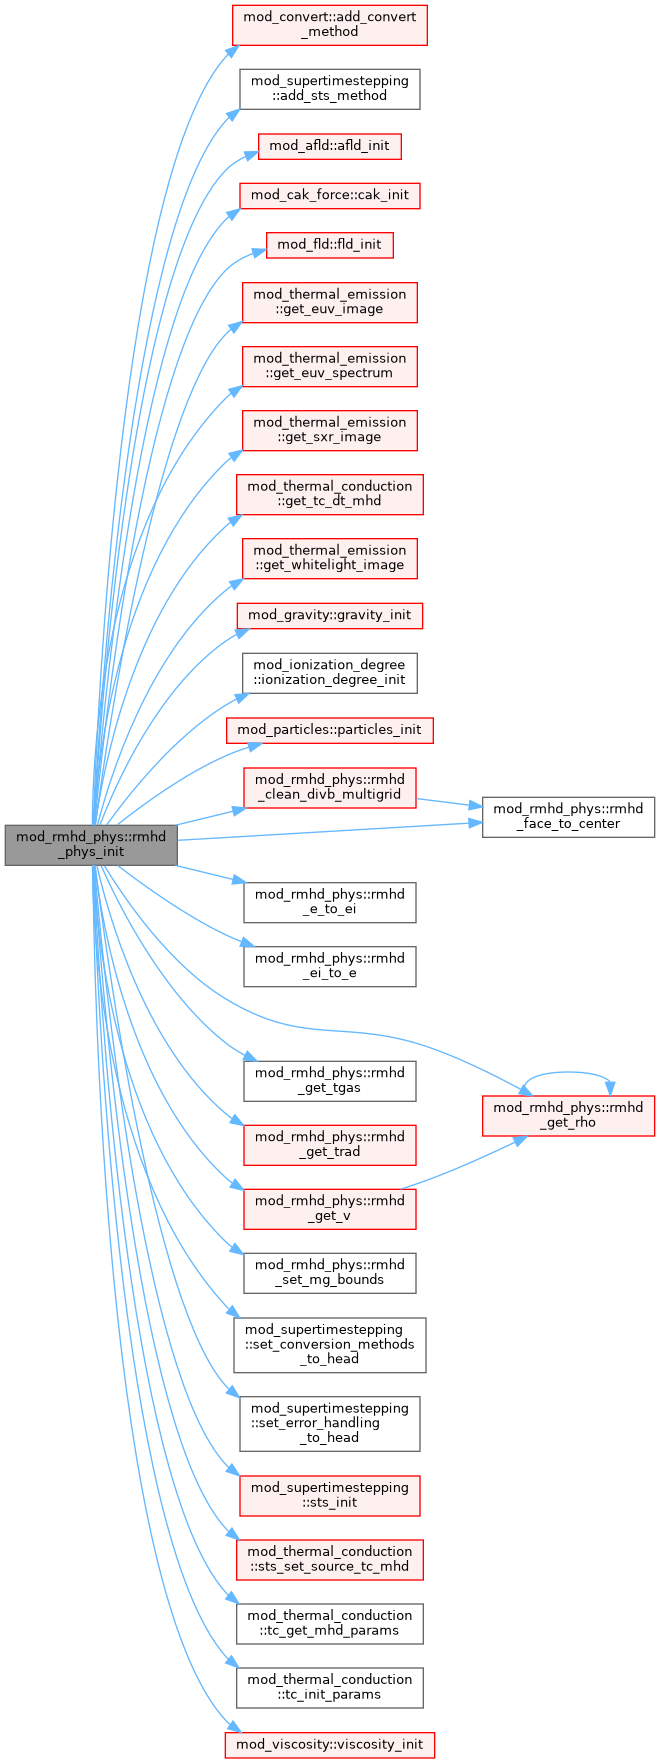 mod_convert::add_convert
_method
mod_supertimestepping
::add_sts_method
mod_afld::afld_init
mod_cak_force::cak_init
mod_fld::fld_init
mod_thermal_emission
::get_euv_image
mod_thermal_emission
::get_euv_spectrum
mod_thermal_emission
::get_sxr_image
mod_thermal_conduction
::get_tc_dt_mhd
mod_thermal_emission
::get_whitelight_image
mod_gravity::gravity_init
mod_ionization_degree
::ionization_degree_init
mod_particles::particles_init
mod_rmhd_phys::rmhd
_clean_divb_multigrid
mod_rmhd_phys::rmhd
_face_to_center
mod_rmhd_phys::rmhd
_phys_init
mod_rmhd_phys::rmhd
_e_to_ei
mod_rmhd_phys::rmhd
_ei_to_e
mod_rmhd_phys::rmhd
_get_tgas
mod_rmhd_phys::rmhd
_get_rho
mod_rmhd_phys::rmhd
_get_trad
mod_rmhd_phys::rmhd
_get_v
mod_rmhd_phys::rmhd
_set_mg_bounds
mod_supertimestepping
::set_conversion_methods
_to_head
mod_supertimestepping
::set_error_handling
_to_head
mod_supertimestepping
::sts_init
mod_thermal_conduction
::sts_set_source_tc_mhd
mod_thermal_conduction
::tc_get_mhd_params
mod_thermal_conduction
::tc_init_params
mod_viscosity::viscosity_init